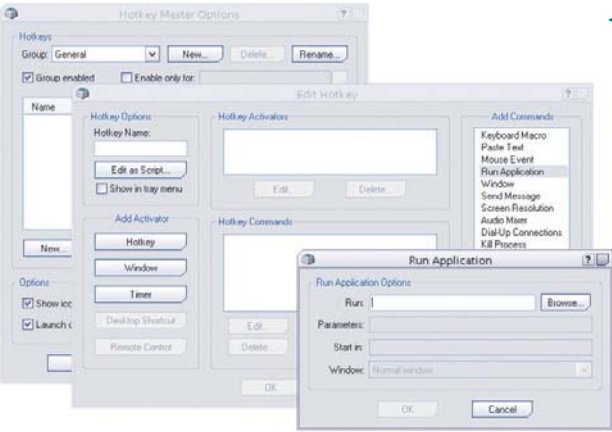 Hotkey Master Options
Hotkeys
Group: General
New...
Delete...
Rename...
Group enabled
Enable only for:
Name
New...
Options
Show ico
Launch
Edit Hotkey
Hotkey Options
Hotkey Name:
Edit as Script...
Show in tray menu
Add Activator
Hotkey
Window
Timer
Desktop Shortcut
Remote Control
Hotkey Activators
Edit...
Delete...
Hotkey Commands
Edit...
Delete...
OK
Add Commands
Keyboard Macro
Paste Text
Mouse Event
Run Application
Window
Send Message
Screen Resolution
Audio Mixer
Dial-Up Connections
Kill Process
Run Application
Run Application Options
Run:
Browse...
Parameters:
Start in:
Window: Normal window
OK
Cancel